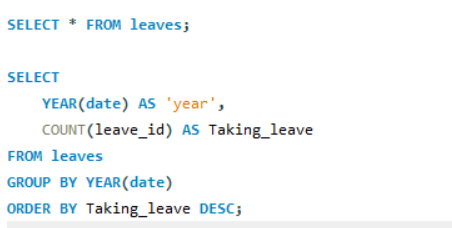 SELECT * FROM leaves;
SELECT
YEAR(date) AS 'year',
COUNT(leave_id) AS Taking_leave
FROM leaves
GROUP BY YEAR(date)
ORDER BY Taking_leave DESC;